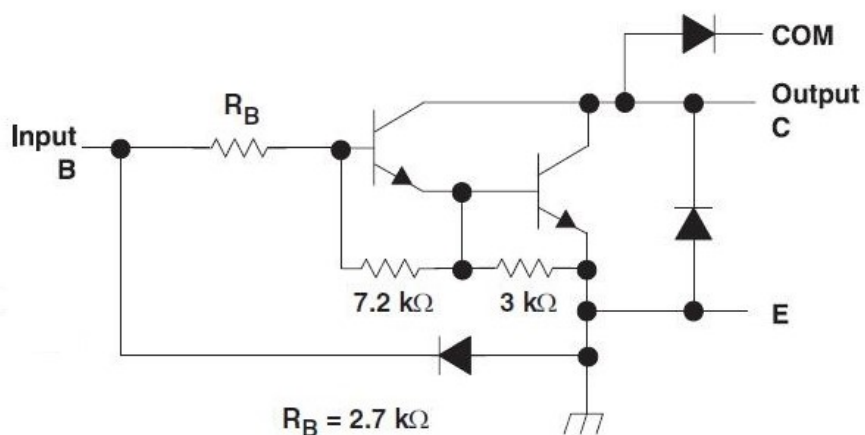 COM
Output
C
R_B
Input
B
7.2 kΩ
3 kΩ
E
R_B = 2.7 kΩ